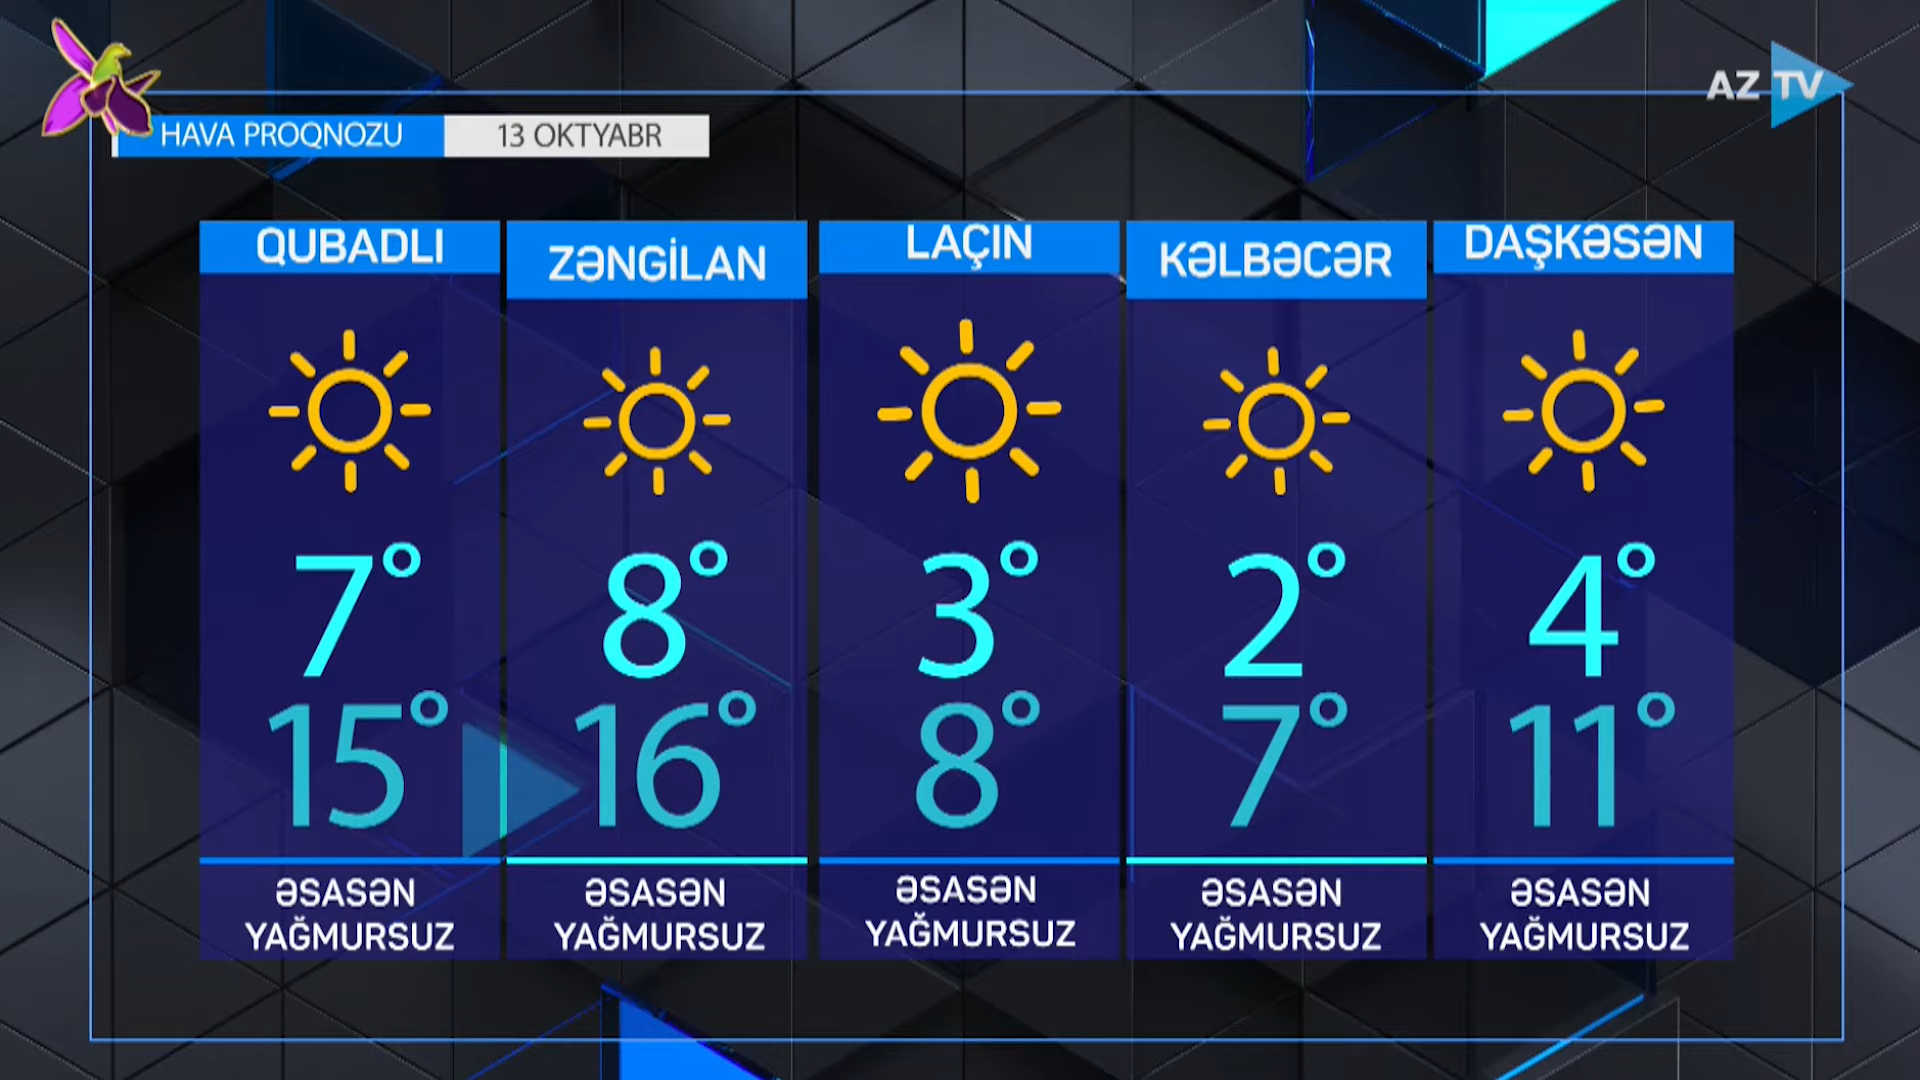 AZ TV
HAVA PROQNOZU
13 OKTYABR
QUBADLI
7°
15°
ƏSASƏN
YAĞMURSUZ
ZƏNGİLAN
8°
16°
ƏSASƏN
YAĞMURSUZ
LAÇIN
3°
8°
ƏSASƏN
YAĞMURSUZ
KƏLBƏCƏR
2°
7°
ƏSASƏN
YAĞMURSUZ
DAŞKƏSƏN
4°
11°
ƏSASƏN
YAĞMURSUZ